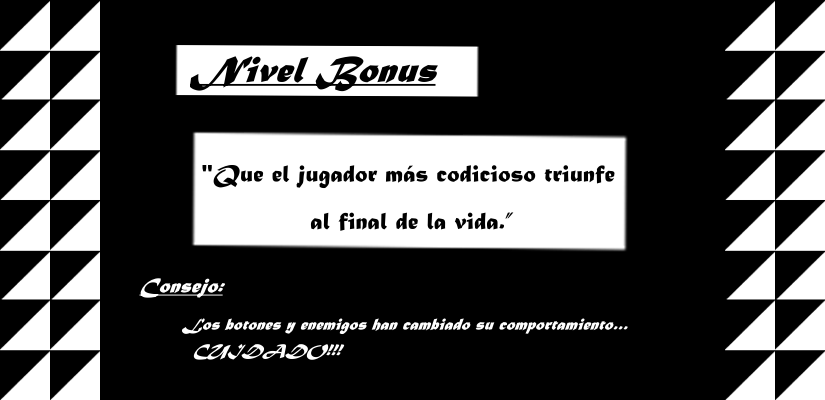 Nivel Bonus
"Que el jugador más codicioso triunfe
al final de la vida."
Consejo:
Los botones y enemigos han cambiado su comportamiento...
CUIDADO!!!